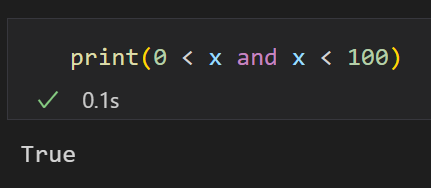 print(0 < x and x < 100)
0.1s
True